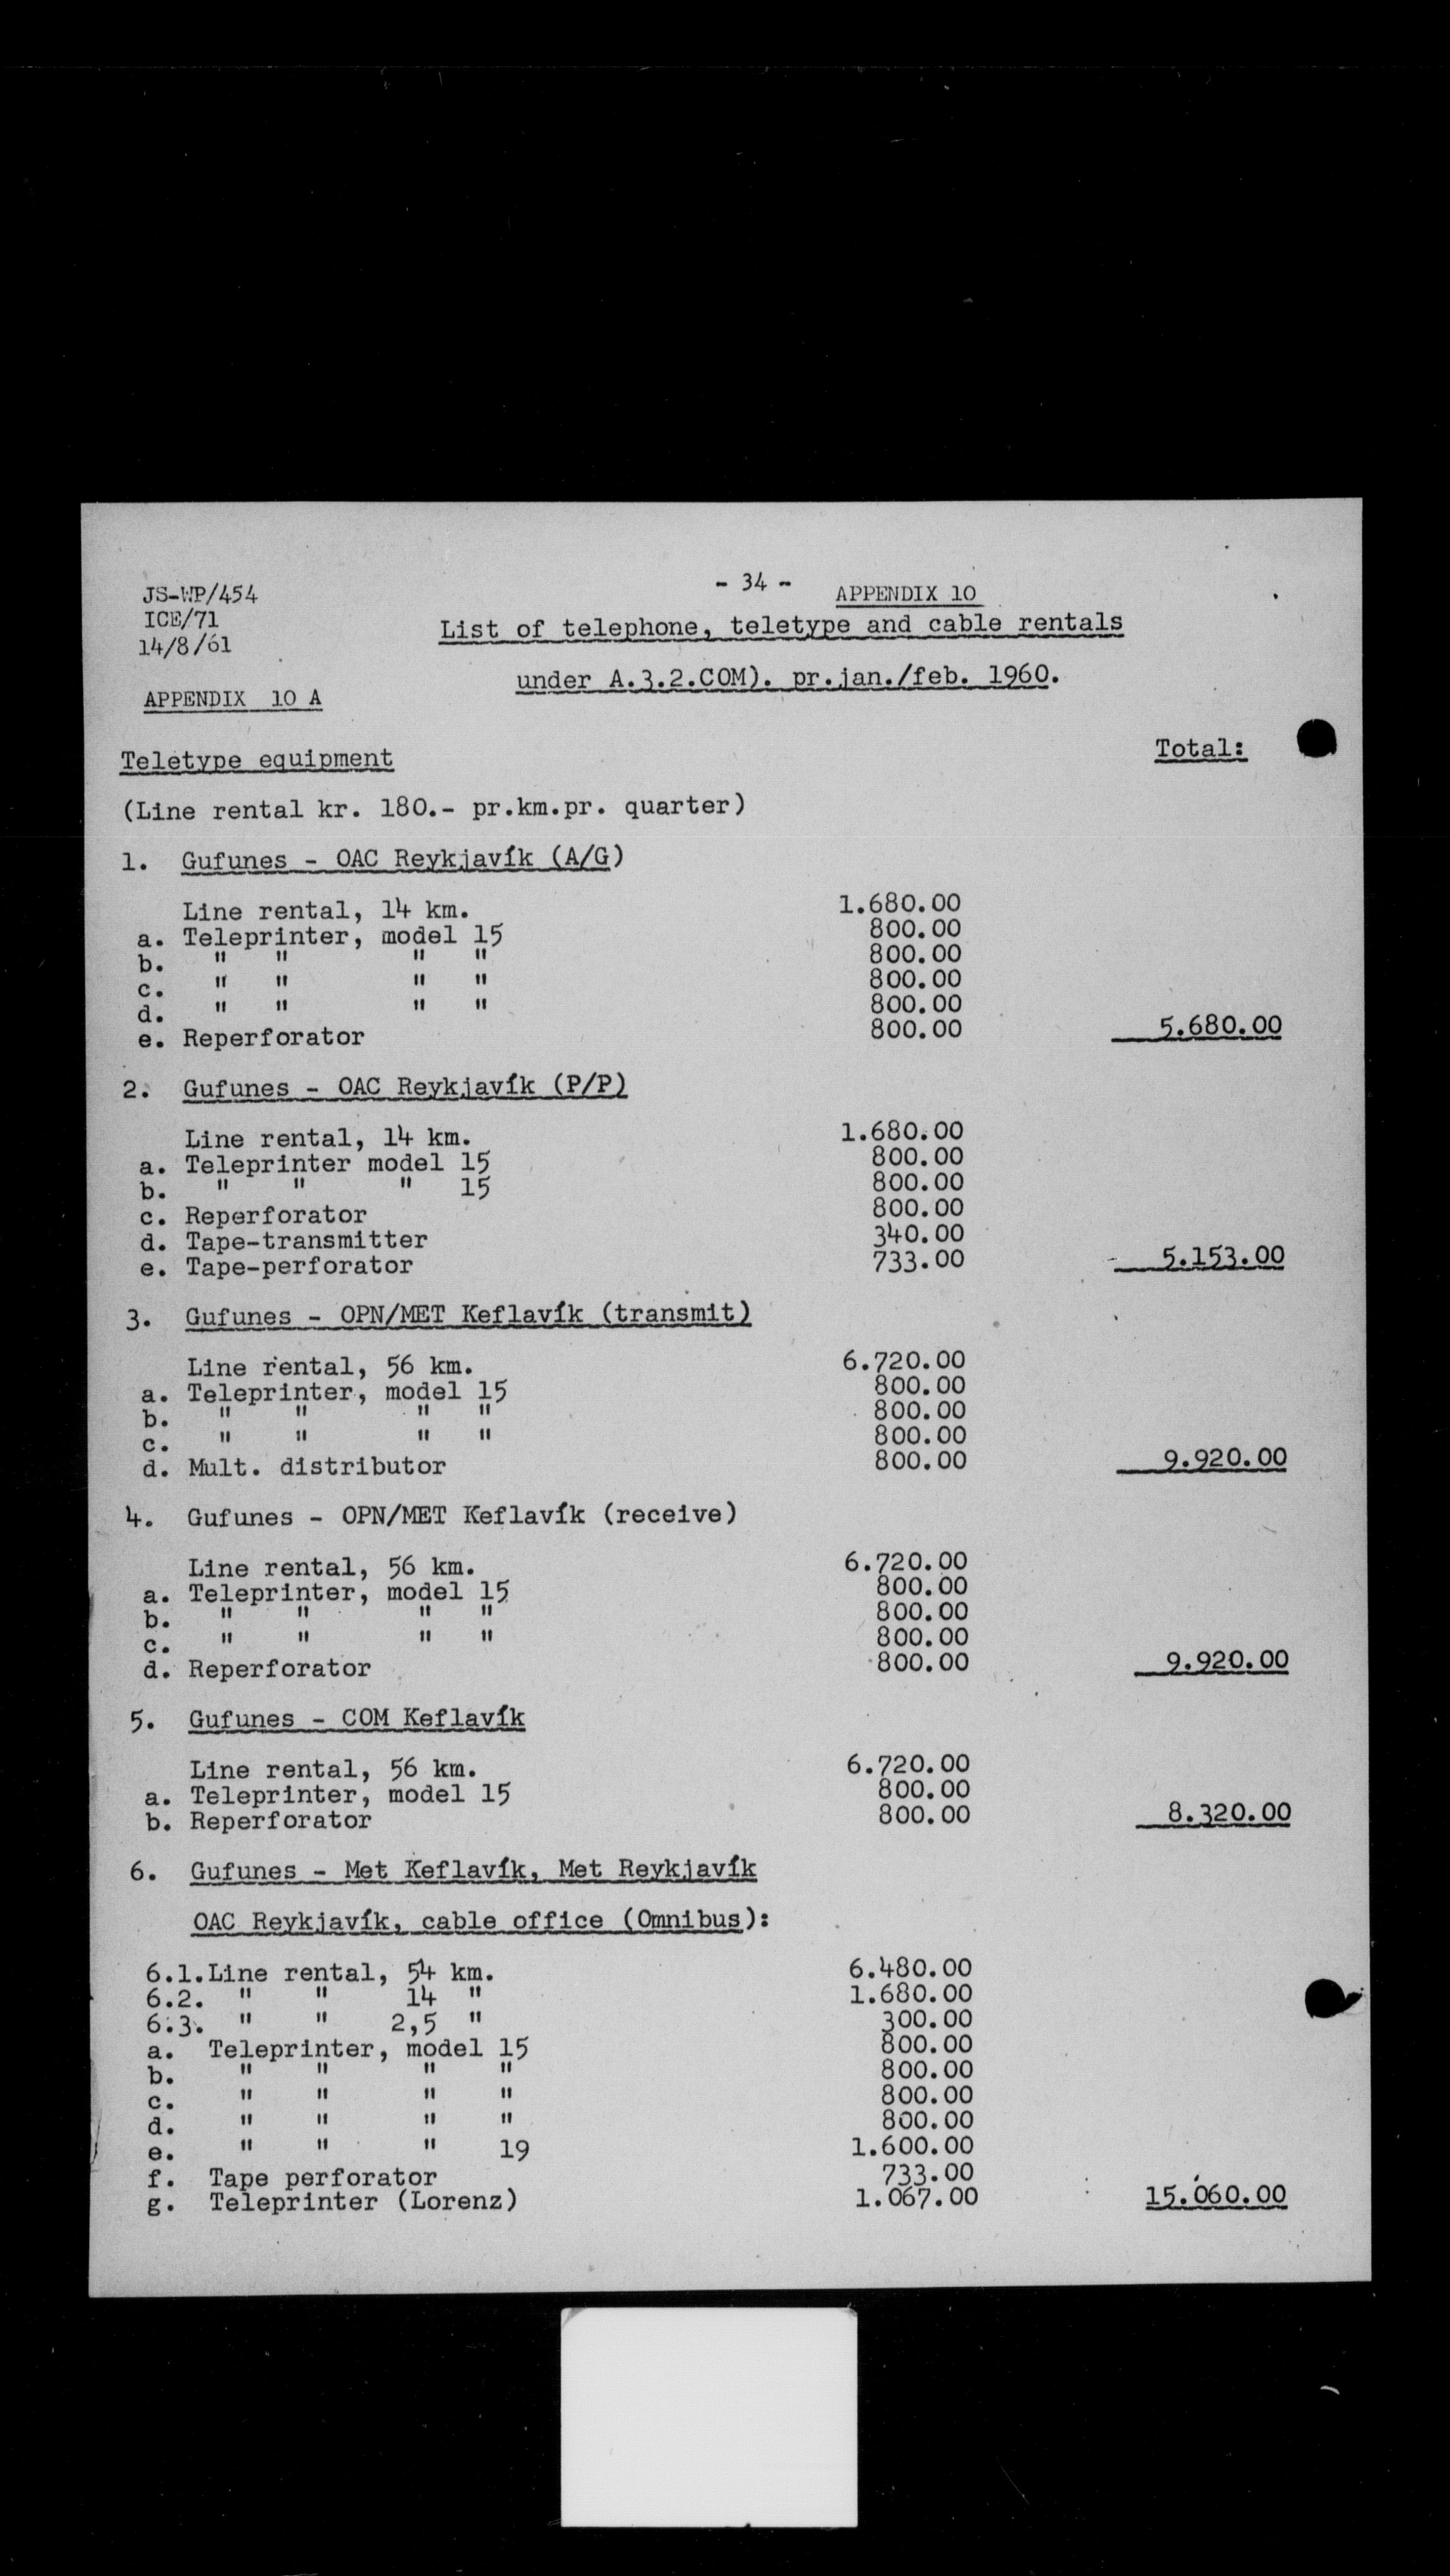 - 34 -
JS-WP/454
APPENDIX 10
ICE/71
List of telephone, teletype and cable rentals
14/8/61
under A.3.2.COM). pr.jan./feb. 1960.
APPENDIX 10 A
Teletype equipment Total:
(Line rental kr. 180.- pr.km.pr. quarter)
1. Gufunes - OAC Reykjavík (A/G)
Line rental, 14 km. 1.680.00
a. Teleprinter, model 15 800.00
b. " " " " 800.00
c. " " " " 800.00
d. " " " " 800.00
e. Reperforator 800.00 5.680.00
2. Gufunes - OAC Reykjavík (P/P)
Line rental, 14 km. 1.680.00
a. Teleprinter model 15 800.00
b. " " " 15 800.00
c. Reperforator 800.00
d. Tape-transmitter 340.00
e. Tape-perforator 733.00 5.153.00
3. Gufunes - OPN/MET Keflavík (transmit)
Line rental, 56 km. 6.720.00
a. Teleprinter, model 15 800.00
b. " " " " 800.00
c. " " " " 800.00
d. Mult. distributor 800.00 9.920.00
4. Gufunes - OPN/MET Keflavík (receive)
Line rental, 56 km. 6.720.00
a. Teleprinter, model 15 800.00
b. " " " " 800.00
c. " " " " 800.00
d. Reperforator 800.00 9.920.00
5. Gufunes - COM Keflavík
Line rental, 56 km. 6.720.00
a. Teleprinter, model 15 800.00
b. Reperforator 800.00 8.320.00
6. Gufunes - Met Keflavík, Met Reykjavík
OAC Reykjavík, cable office (Omnibus):
6.1. Line rental, 54 km. 6.480.00
6.2. " " 14 " 1.680.00
6.3. " " 2,5 " 300.00
a. Teleprinter, model 15 800.00
b. " " " " 800.00
c. " " " " 800.00
d. " " " " 800.00
e. " " " 19 1.600.00
f. Tape perforator 733.00
g. Teleprinter (Lorenz) 1.067.00 15.060.00